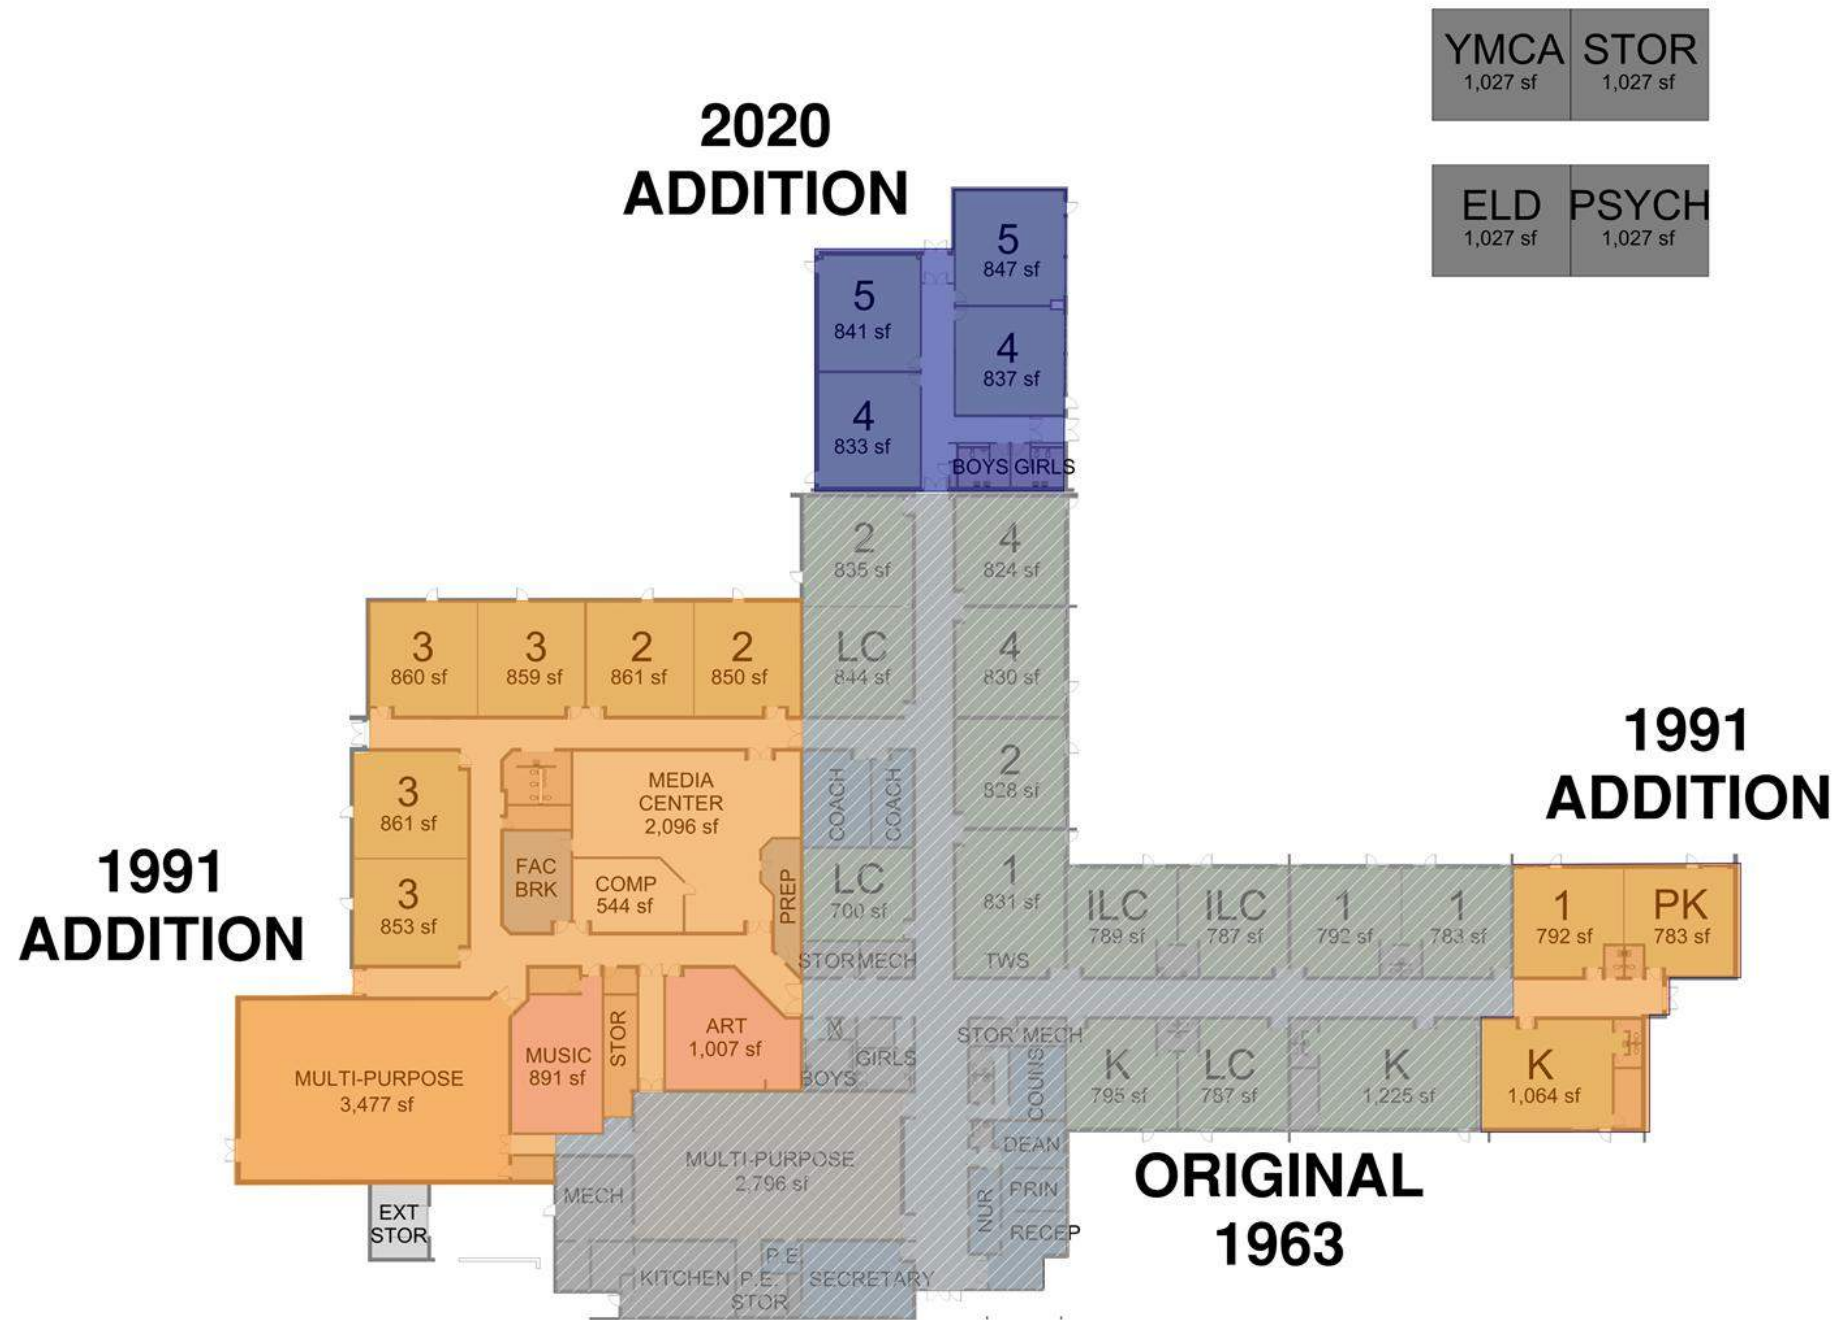 YMCA
1,027 sf
STOR
1,027 sf
ELD
1,027 sf
PSYCH
1,027 sf
2020
ADDITION
5
847 sf
5
841 sf
4
837 sf
4
833 sf
BOYS
GIRLS
2
835 sf
4
824 sf
3
860 sf
3
859 sf
2
861 sf
2
850 sf
LC
844 sf
4
830 sf
2
828 sf
3
861 sf
MEDIA
CENTER
2,096 sf
COACH
COACH
1991
ADDITION
1991
ADDITION
3
853 sf
FAC
BRK
COMP
544 sf
PREP
LC
700 sf
1
831 sf
TWS
ILC
789 sf
ILC
787 sf
1
792 sf
1
783 sf
1
792 sf
PK
783 sf
STOR
MECH
MULTI-PURPOSE
3,477 sf
MUSIC
891 sf
STOR
ART
1,007 sf
BOYS
GIRLS
STOR
MECH
COUNS
K
795 sf
LC
787 sf
K
1,225 sf
K
1,064 sf
MULTI-PURPOSE
2,796 sf
DEAN
PRIN
NUR
RECEP
ORIGINAL
1963
EXT
STOR
MECH
KITCHEN
P.E.
P.E.
STOR
SECRETARY